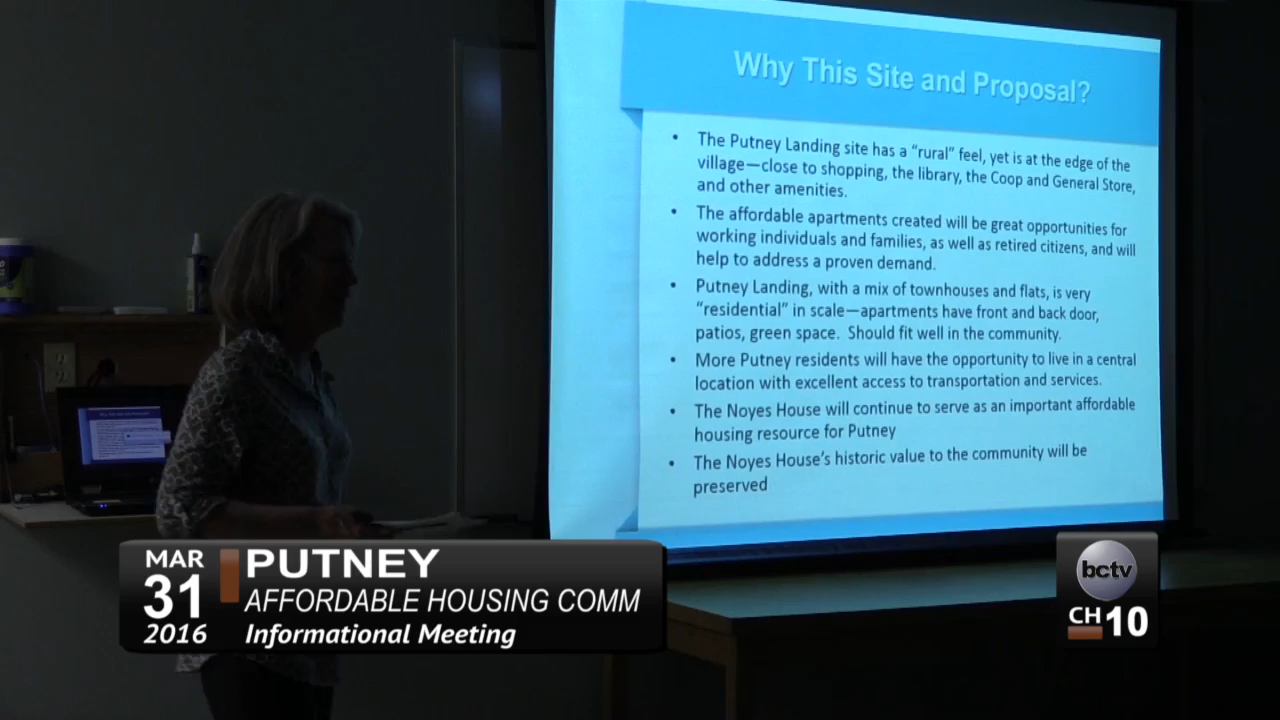 Why This Site and Proposal?
• The Putney Landing site has a “rural” feel, yet is at the edge of the
village—close to shopping, the library, the Coop and General Store,
and other amenities.
• The affordable apartments created will be great opportunities for
working individuals and families, as well as retired citizens, and will
help to address a proven demand.
• Putney Landing, with a mix of townhouses and flats, is very
“residential” in scale—apartments have front and back door,
patios, green space. Should fit well in the community.
• More Putney residents will have the opportunity to live in a central
location with excellent access to transportation and services.
• The Noyes House will continue to serve as an important affordable
housing resource for Putney
• The Noyes House’s historic value to the community will be
preserved
MAR
31
2016
PUTNEY
AFFORDABLE HOUSING COMM
Informational Meeting
bctv
CH 10